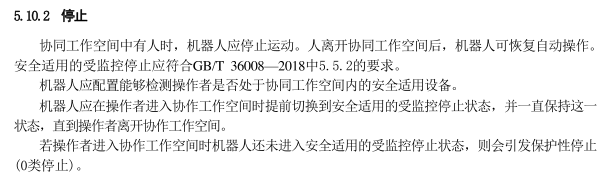 5.10.2 停止
协同工作空间中有人时，机器人应停止运动。人离开协同工作空间后，机器人可恢复自动操作。
安全适用的受监控停止应符合GB/T 36008—2018中5.5.2的要求。
机器人应配置能够检测操作者是否处于协同工作空间内的安全适用设备。
机器人应在操作者进入协作工作空间时提前切换到安全适用的受监控停止状态，并一直保持这一
状态，直到操作者离开协作工作空间。
若操作者进入协作工作空间时机器人还未进入安全适用的受监控停止状态，则会引发保护性停止
(0类停止)。